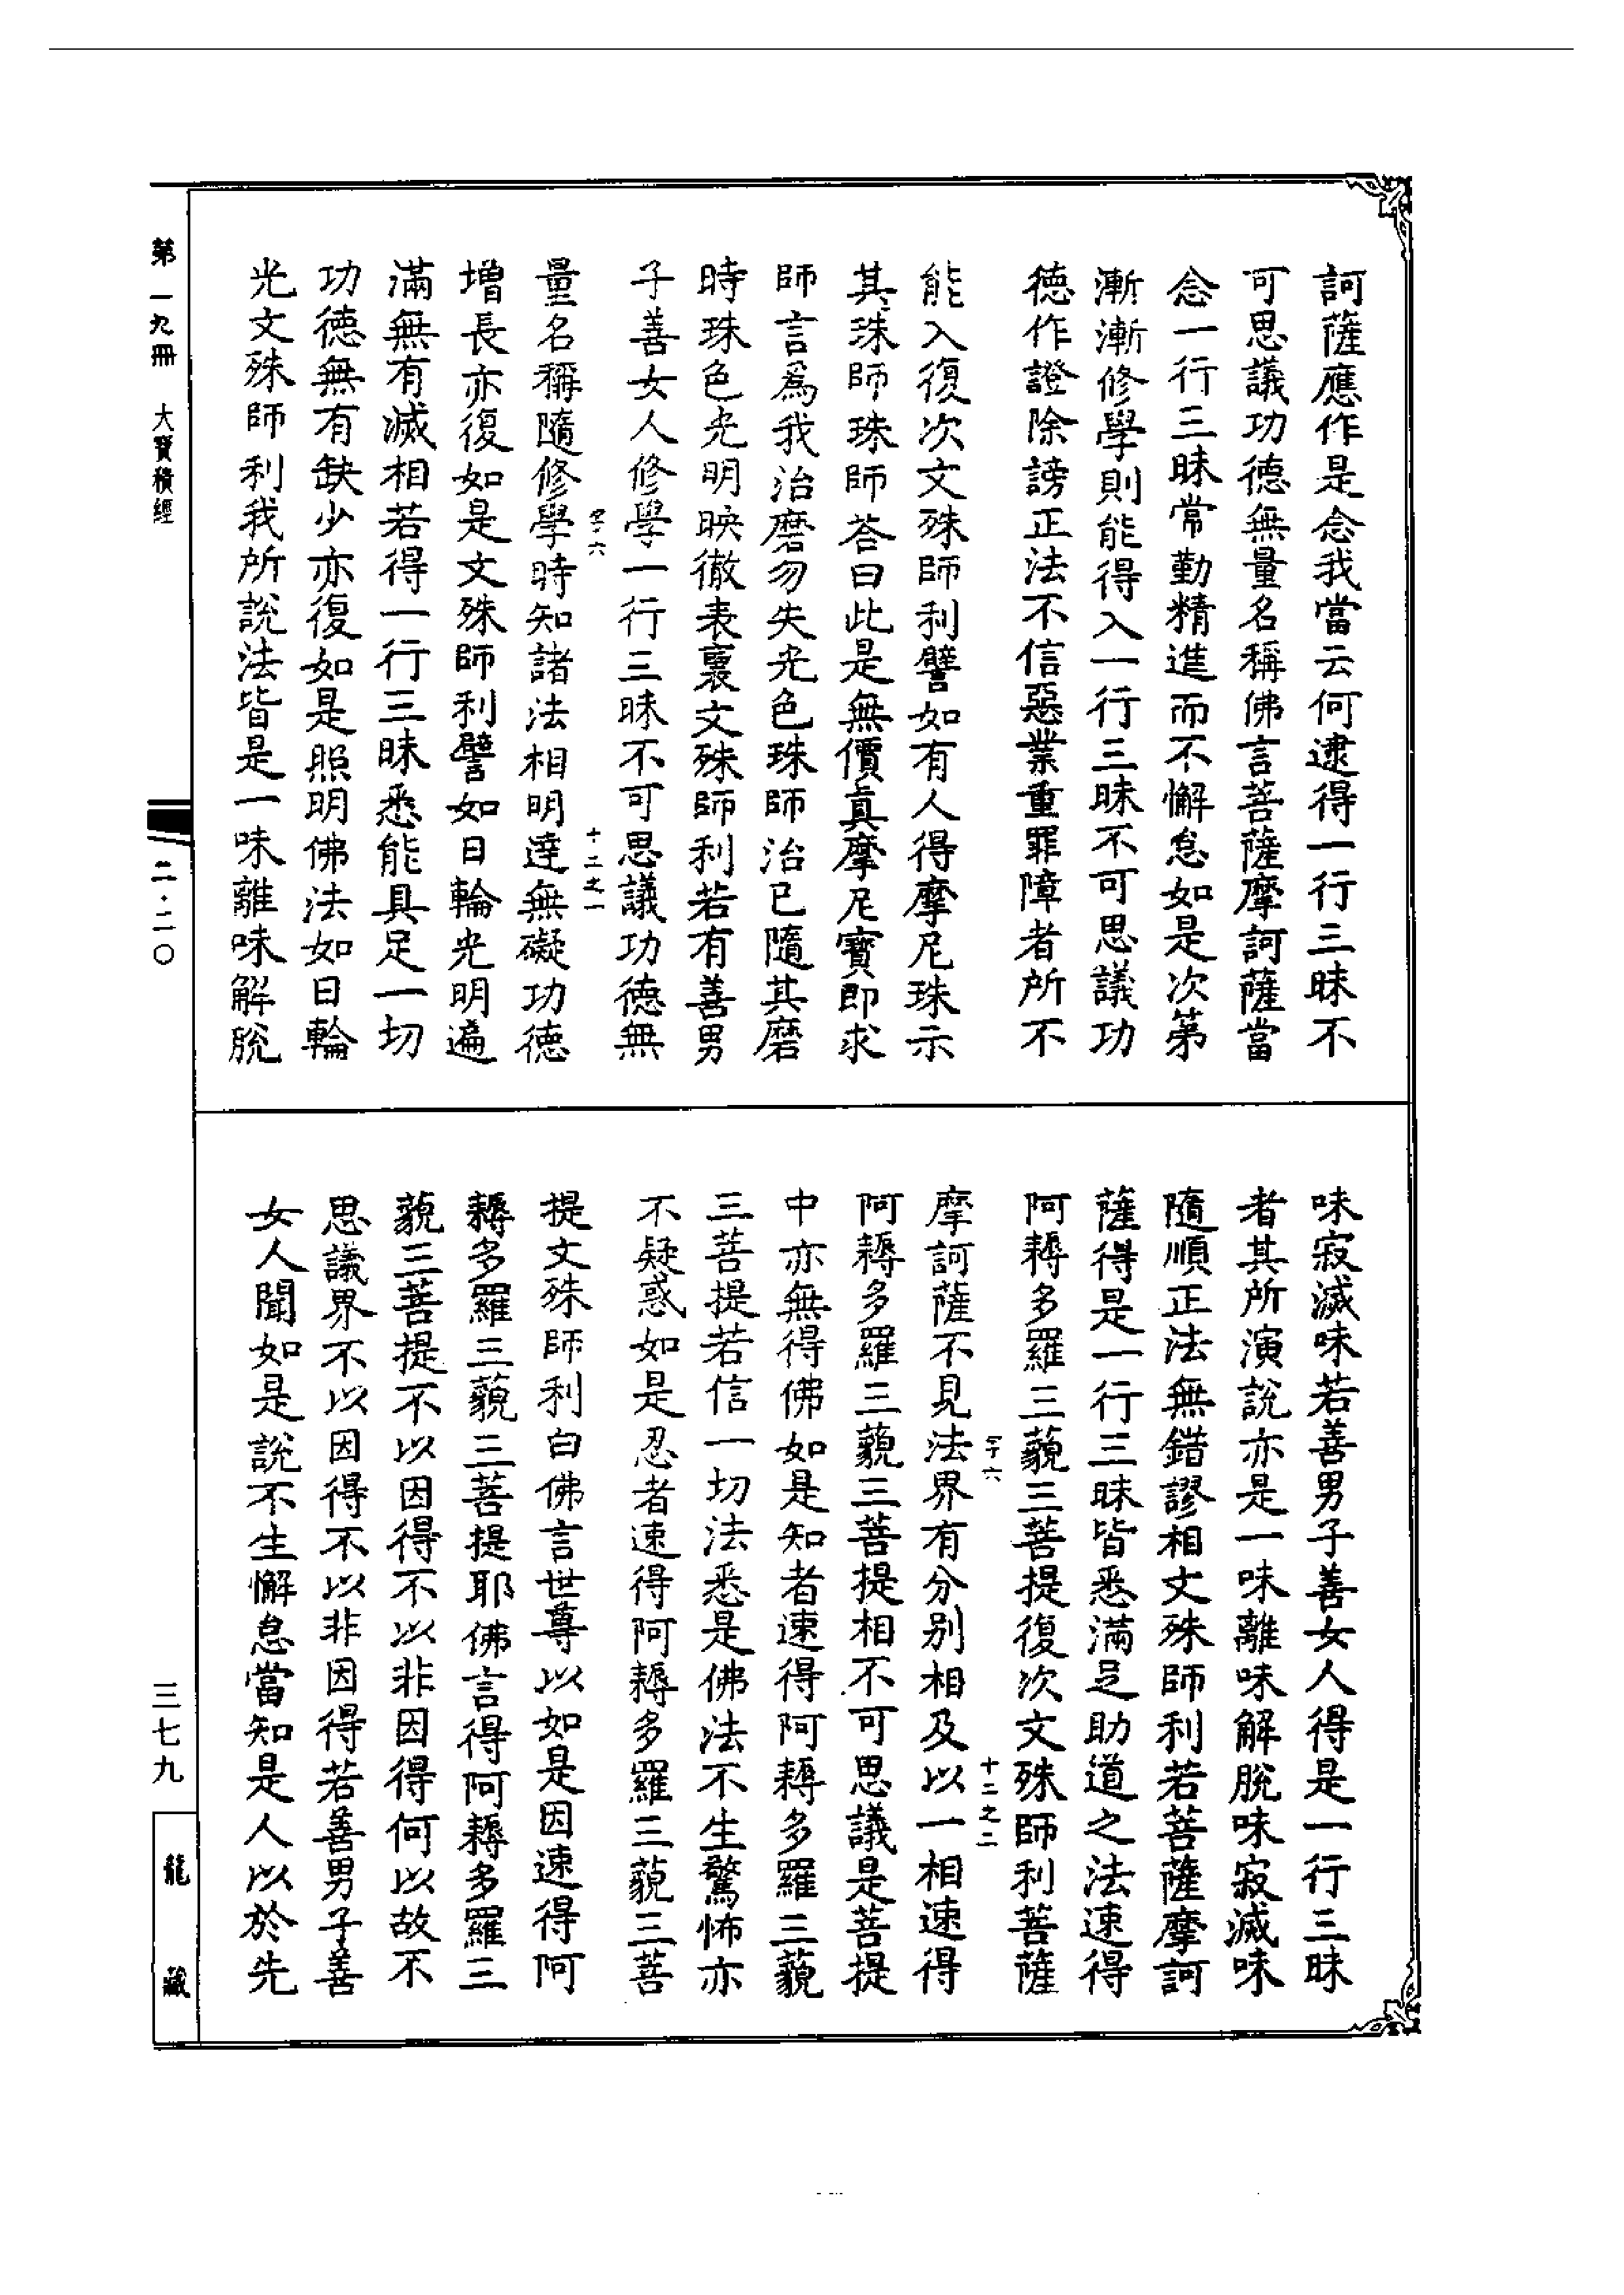 訶薩應作是念我當云何逮得一行三昧不
可思議功德無量名稱佛言菩薩摩訶薩當
念一行三昧常勤精進而不懈怠如是次第
漸漸修學則能得入一行三昧不可思議功
德作證除謗正法不信惡業重罪障者所不
能入復次文殊師利譬如有人得摩尼珠示
其珠師珠師荅曰此是無價真摩尼寶即求
師言爲我治磨勿失光色珠師治已隨其磨
時珠色光明映徹表裏文殊師利若有善男
子善女人修學一行三昧不可思議功德無
字六
十二之一
量名稱隨修學時知諸法相明達無礙功德
增長亦復如是文殊師利譬如日輪光明遍
滿無有減相若得一行三昧悉能具足一切
功德無有缺少亦復如是照明佛法如日輪
光文殊師利我所說法皆是一味離味解脫
味寂滅味若善男子善女人得是一行三昧
者其所演說亦是一味離味解脫味寂滅味
隨順正法無錯謬相文殊師利若菩薩摩訶
薩得是一行三昧皆悉滿足助道之法速得
阿耨多羅三藐三菩提復次文殊師利菩薩
字六
十二之二
摩訶薩不見法界有分別相及以一相速得
阿耨多羅三藐三菩提相不可思議是菩提
中亦無得佛如是知者速得阿耨多羅三藐
三菩提若信一切法悉是佛法不生驚怖亦
不疑惑如是忍者速得阿耨多羅三藐三菩
提文殊師利白佛言世尊以如是因速得阿
耨多羅三藐三菩提耶佛言得阿耨多羅三
藐三菩提不以因得不以非因得何以故不
思議界不以因得不以非因得若善男子善
女人聞如是說不生懈怠當知是人以於先
第一九冊 大寶積經
二·二〇
三七九
龍藏